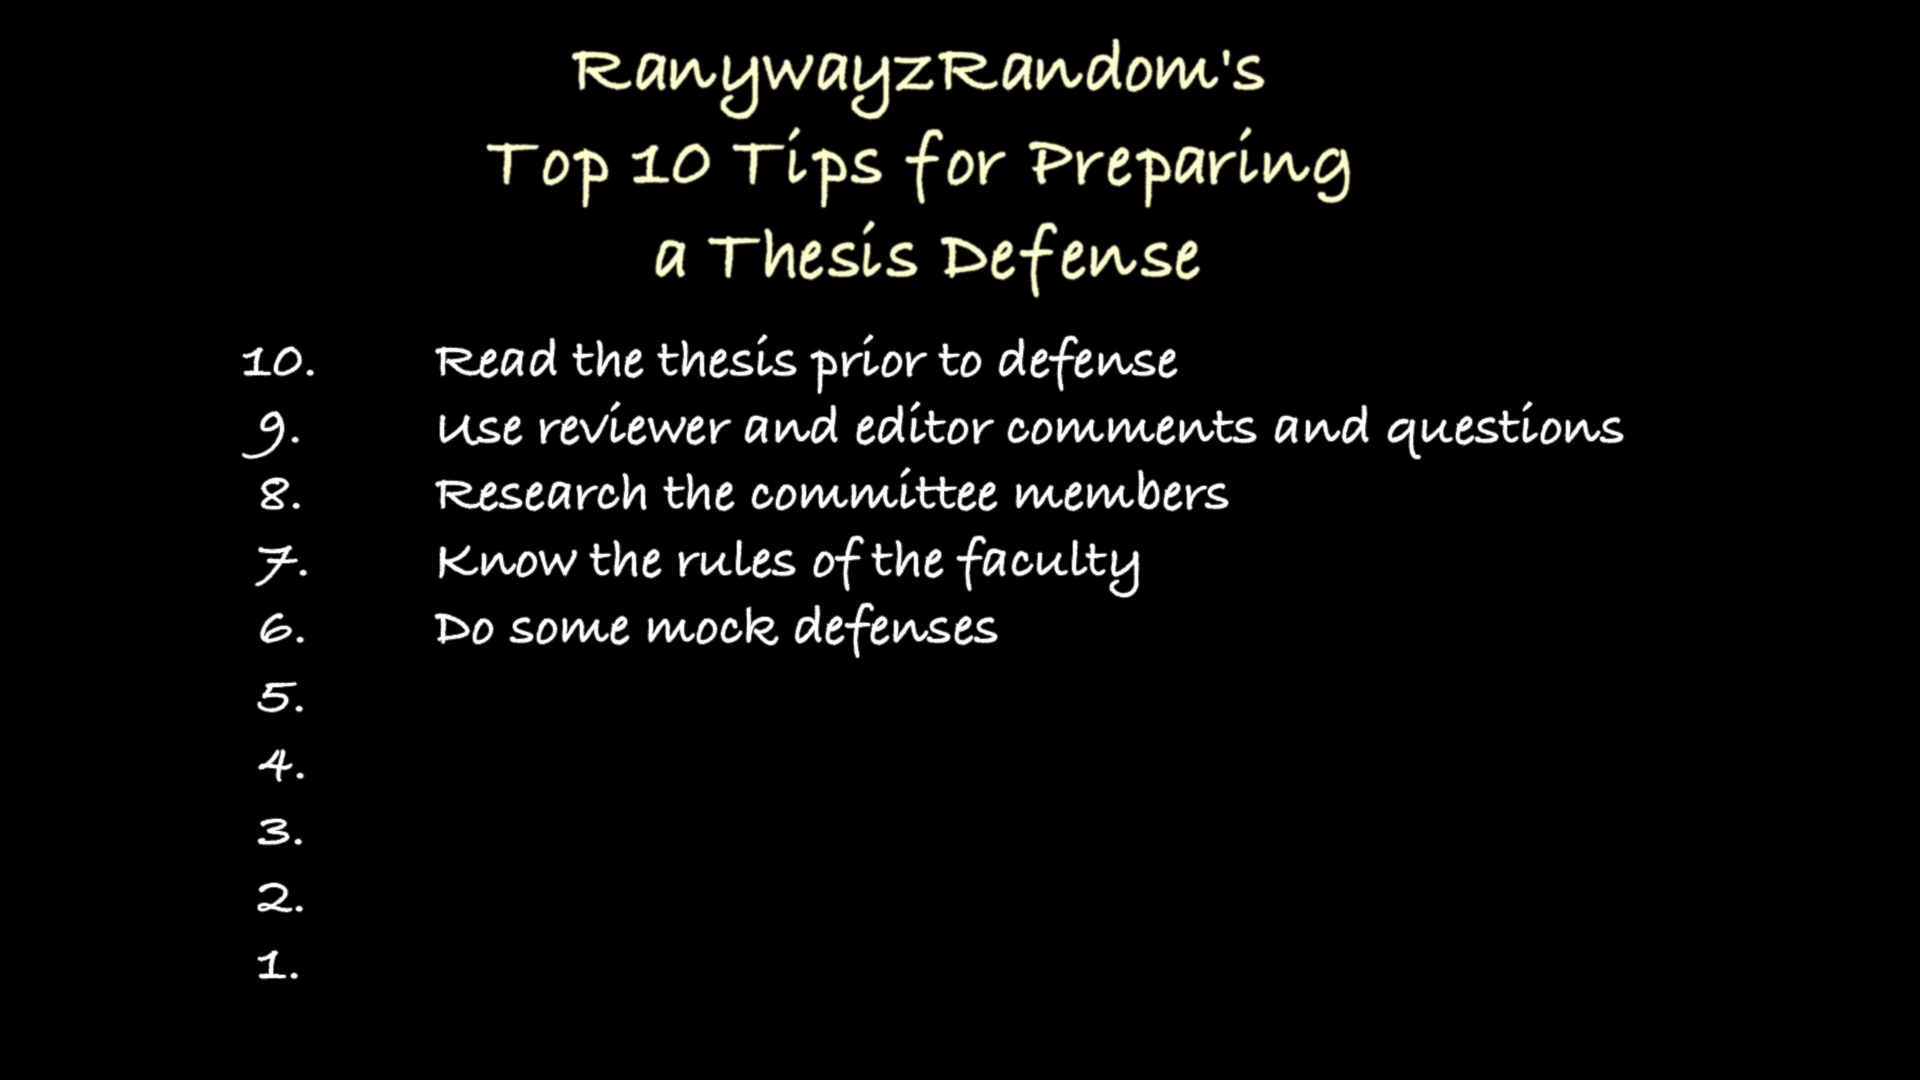 RanywayzRandom's
Top 10 Tips for Preparing
a Thesis Defense
10. Read the thesis prior to defense
9. Use reviewer and editor comments and questions
8. Research the committee members
7. Know the rules of the faculty
6. Do some mock defenses
5.
4.
3.
2.
1.